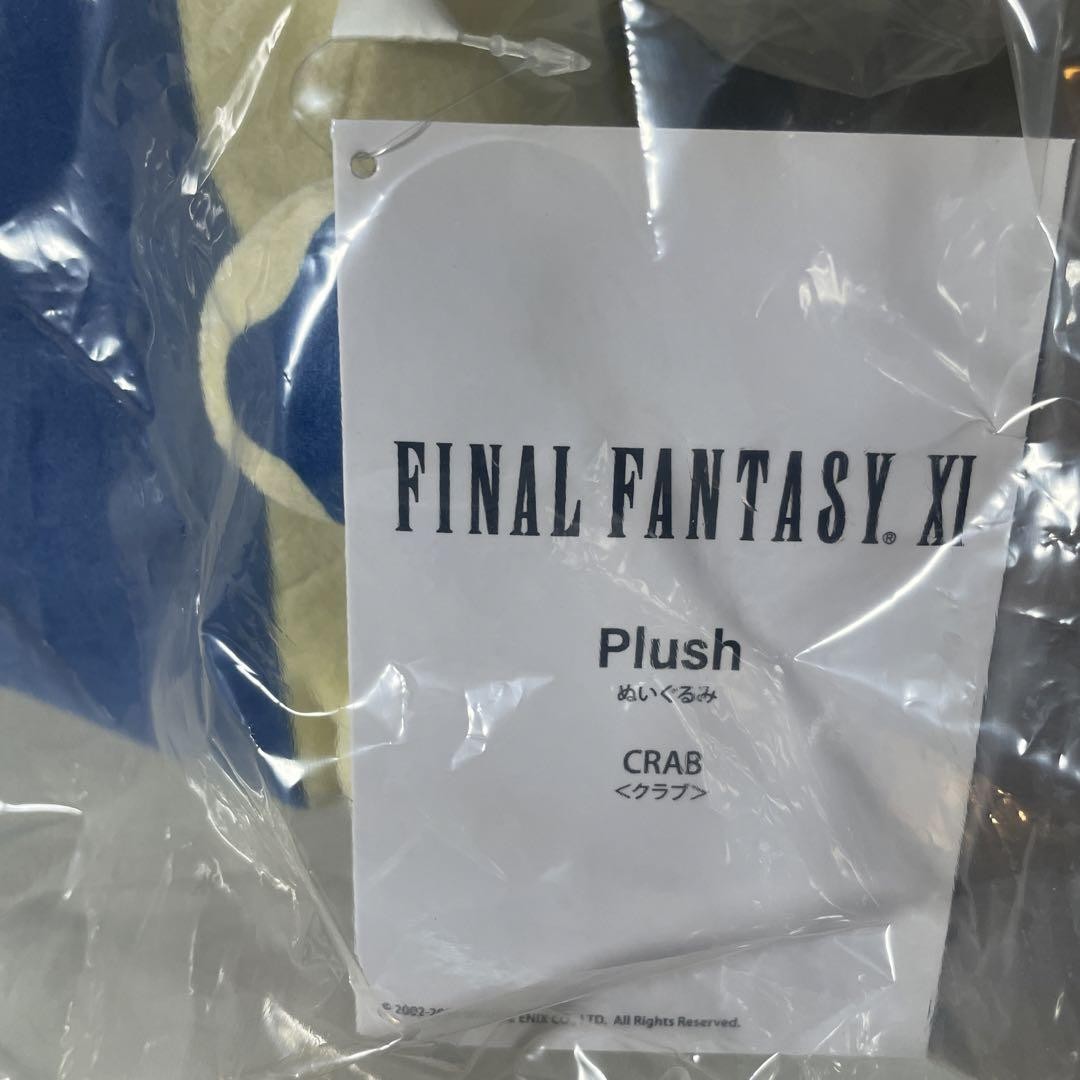 FINAL FANTASY® XI
Plush
ぬいぐるみ
CRAB
<クラブ>
© 2002- ENIX CO., LTD. All Rights Reserved.